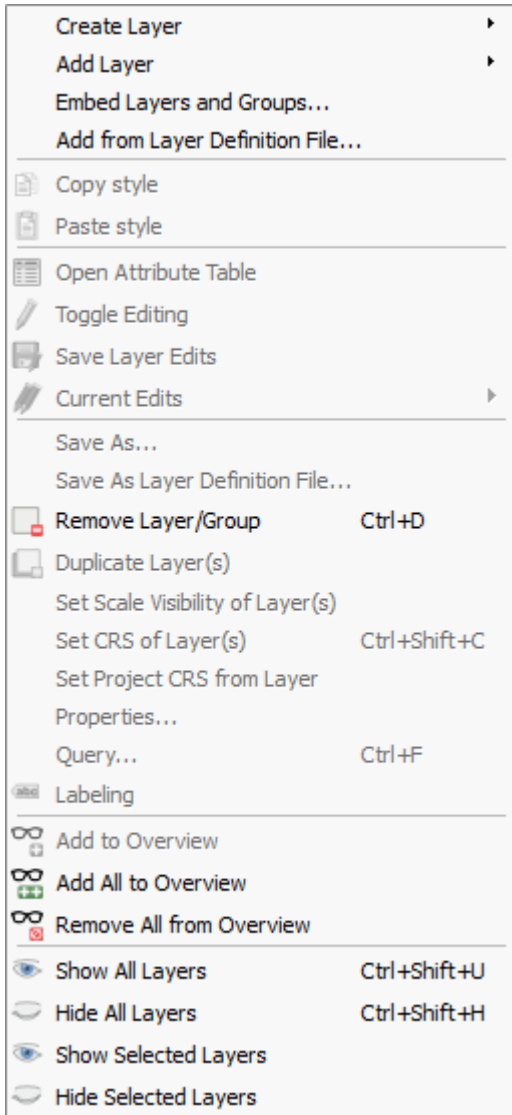 Create Layer
Add Layer
Embed Layers and Groups...
Add from Layer Definition File...
Copy style
Paste style
Open Attribute Table
Toggle Editing
Save Layer Edits
Current Edits
Save As...
Save As Layer Definition File...
Remove Layer/Group Ctrl+D
Duplicate Layer(s)
Set Scale Visibility of Layer(s)
Set CRS of Layer(s) Ctrl+Shift+C
Set Project CRS from Layer
Properties...
Query... Ctrl+F
abc Labeling
Add to Overview
Add All to Overview
Remove All from Overview
Show All Layers Ctrl+Shift+U
Hide All Layers Ctrl+Shift+H
Show Selected Layers
Hide Selected Layers